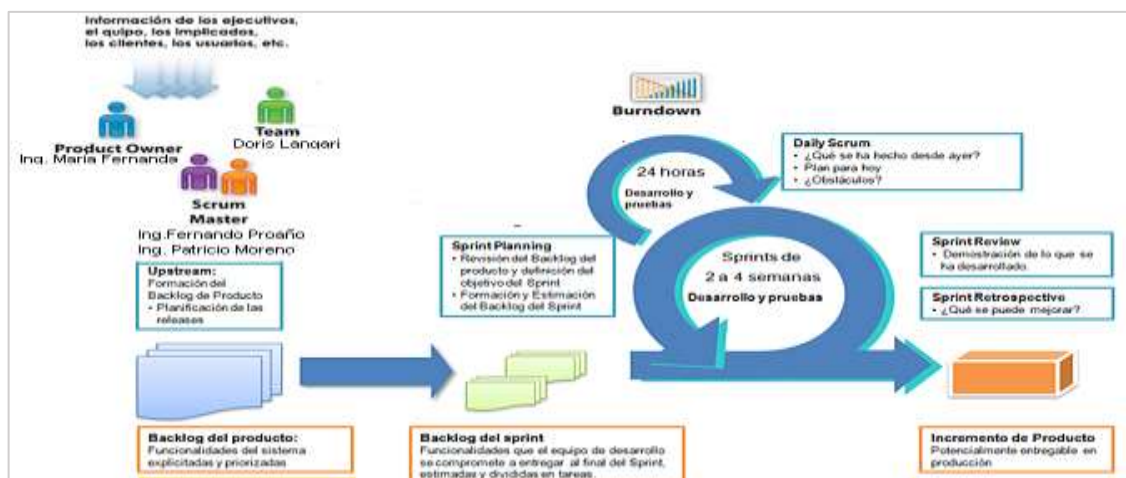 Información de los ejecutivos,
el quipo, los implicados,
los clientes, los usuarios, etc.
Product Owner
Ing. María Fernanda
Team
Doris Langari
Scrum
Master
Ing.Fernando Proaño
Ing. Patricio Moreno
Upstream:
Formación del
Backlog de Producto
• Planificación de las
releases
Backlog del producto:
Funcionalidades del sistema
explicitadas y priorizadas
Sprint Planning
• Revisión del Backlog del
producto y definición del
objetivo del Sprint
• Formación y Estimación
del Backlog del Sprint
Backlog del sprint
Funcionalidades que el equipo de desarrollo
se compromete a entregar al final del Sprint,
estimadas y divididas en tareas.
Burndown
24 horas
Desarrollo y
pruebas
Daily Scrum
• ¿Qué se ha hecho desde ayer?
• Plan para hoy
• ¿Obstáculos?
Sprints de
2 a 4 semanas
Desarrollo y pruebas
Sprint Review
• Demostración de lo que se
ha desarrollado.
Sprint Retrospective
• ¿Qué se puede mejorar?
Incremento de Producto
Potencialmente entregable en
producción